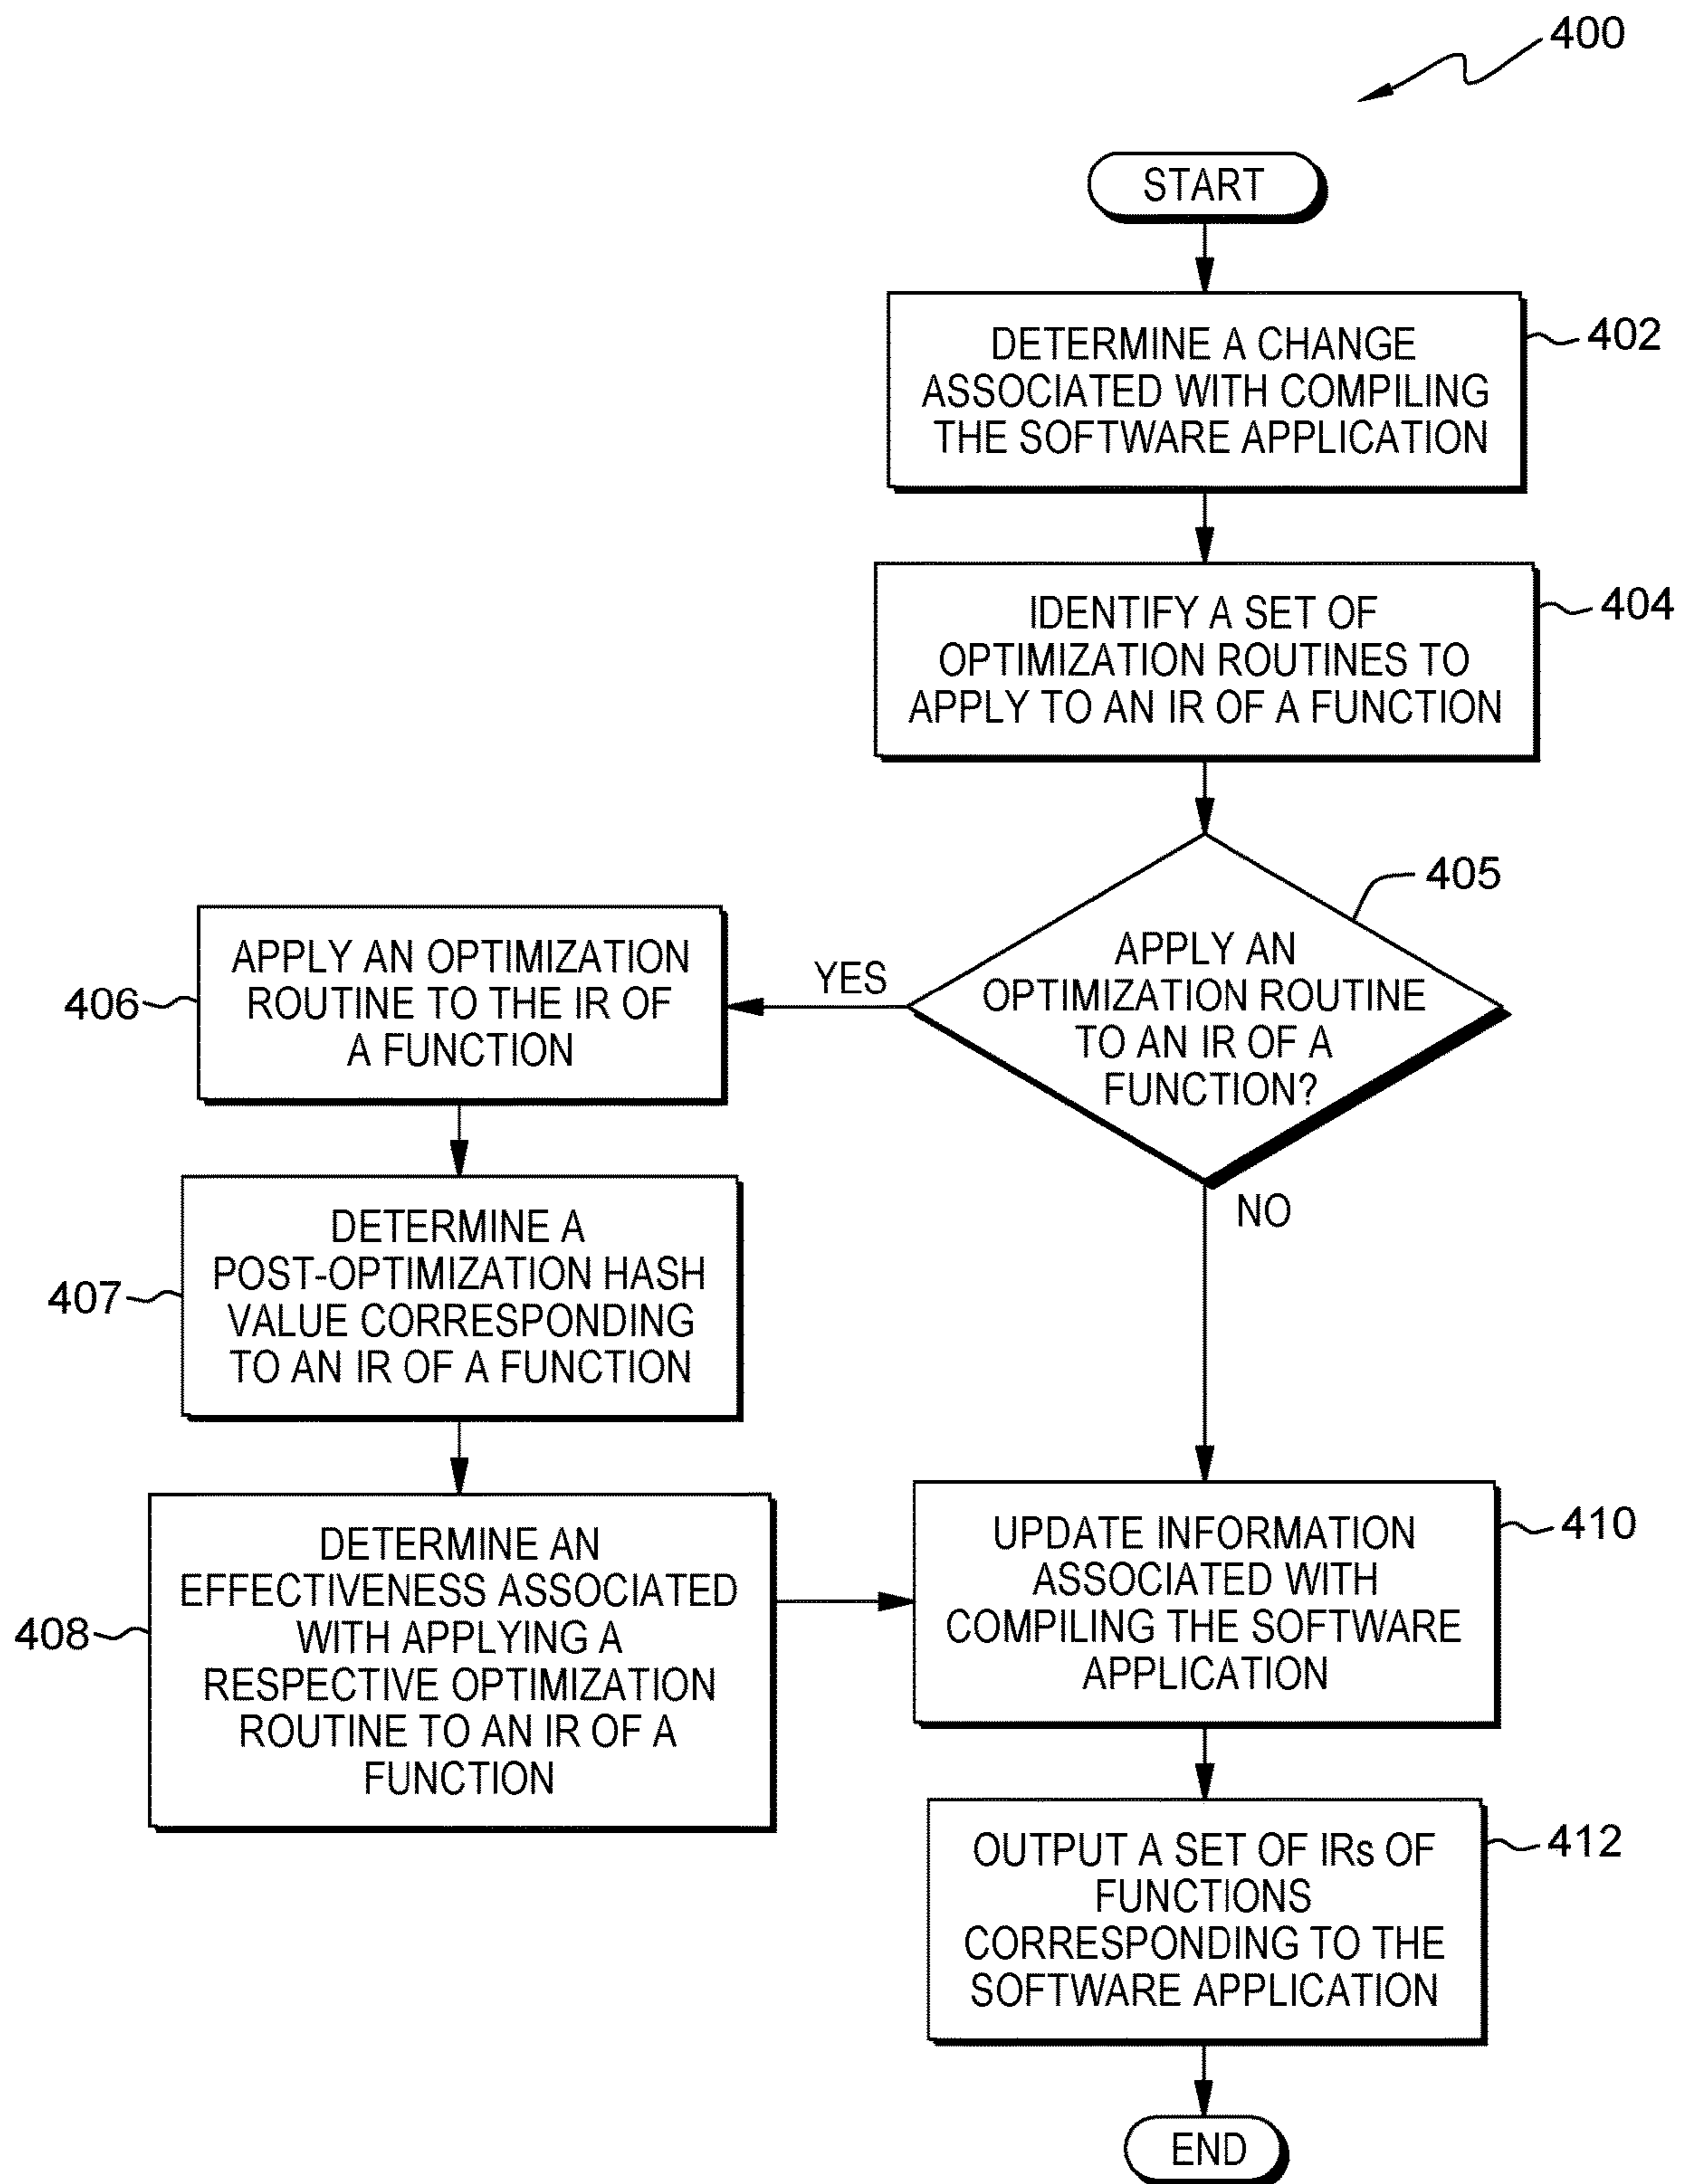 400
START
DETERMINE A CHANGE
ASSOCIATED WITH COMPILING
THE SOFTWARE APPLICATION
402
IDENTIFY A SET OF
OPTIMIZATION ROUTINES TO
APPLY TO AN IR OF A FUNCTION
404
405
APPLY AN
OPTIMIZATION ROUTINE
TO AN IR OF A
FUNCTION?
YES
NO
406
APPLY AN OPTIMIZATION
ROUTINE TO THE IR OF
A FUNCTION
407
DETERMINE A
POST-OPTIMIZATION HASH
VALUE CORRESPONDING
TO AN IR OF A FUNCTION
408
DETERMINE AN
EFFECTIVENESS ASSOCIATED
WITH APPLYING A
RESPECTIVE OPTIMIZATION
ROUTINE TO AN IR OF A
FUNCTION
UPDATE INFORMATION
ASSOCIATED WITH
COMPILING THE SOFTWARE
APPLICATION
410
OUTPUT A SET OF IRs OF
FUNCTIONS
CORRESPONDING TO THE
SOFTWARE APPLICATION
412
END